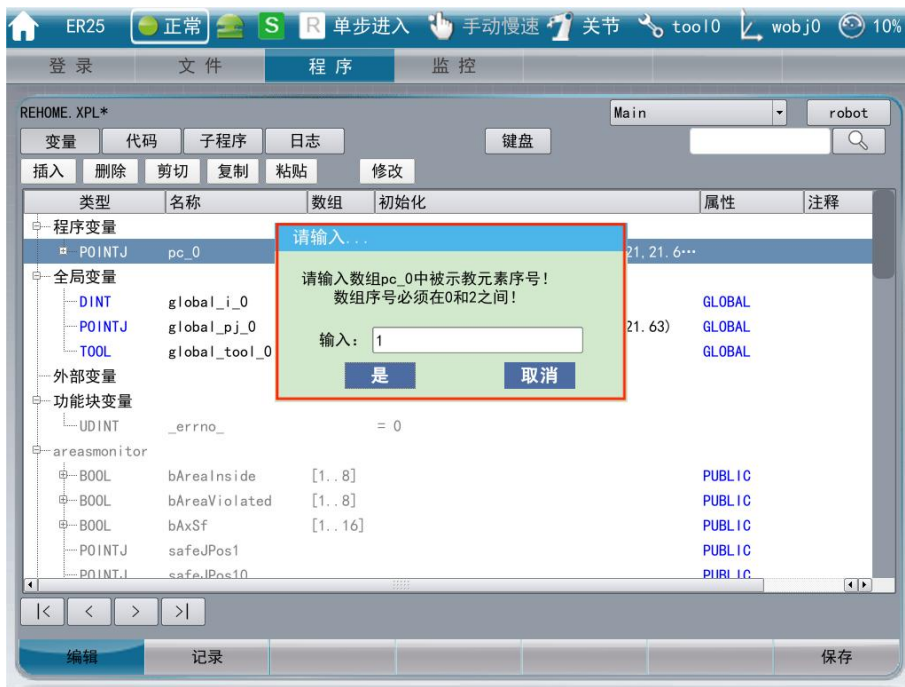 ER25 正常 S R 单步进入 手动慢速 关节 tool0 wobj0 10%
登录 文件 程序 监控
REHOME.XPL* Main robot
变量 代码 子程序 日志 键盘
插入 删除 剪切 复制 粘贴 修改
类型 名称 数组 初始化 属性 注释
程序变量
POINTJ pc_0 21,21.6…
请输入...
请输入数组pc_0中被示教元素序号!
数组序号必须在0和2之间!
输入: 1
是 取消
全局变量
DINT global_i_0 GLOBAL
POINTJ global_pj_0 21.63) GLOBAL
TOOL global_tool_0 GLOBAL
外部变量
功能块变量
UDINT _errno_ = 0
areasmonitor
BOOL bAreaInside [1..8] PUBLIC
BOOL bAreaViolated [1..8] PUBLIC
BOOL bAxSf [1..16] PUBLIC
POINTJ safeJPos1 PUBLIC
POINTJ safeJPos10 PUBLIC
|< < > >|
编辑 记录 保存